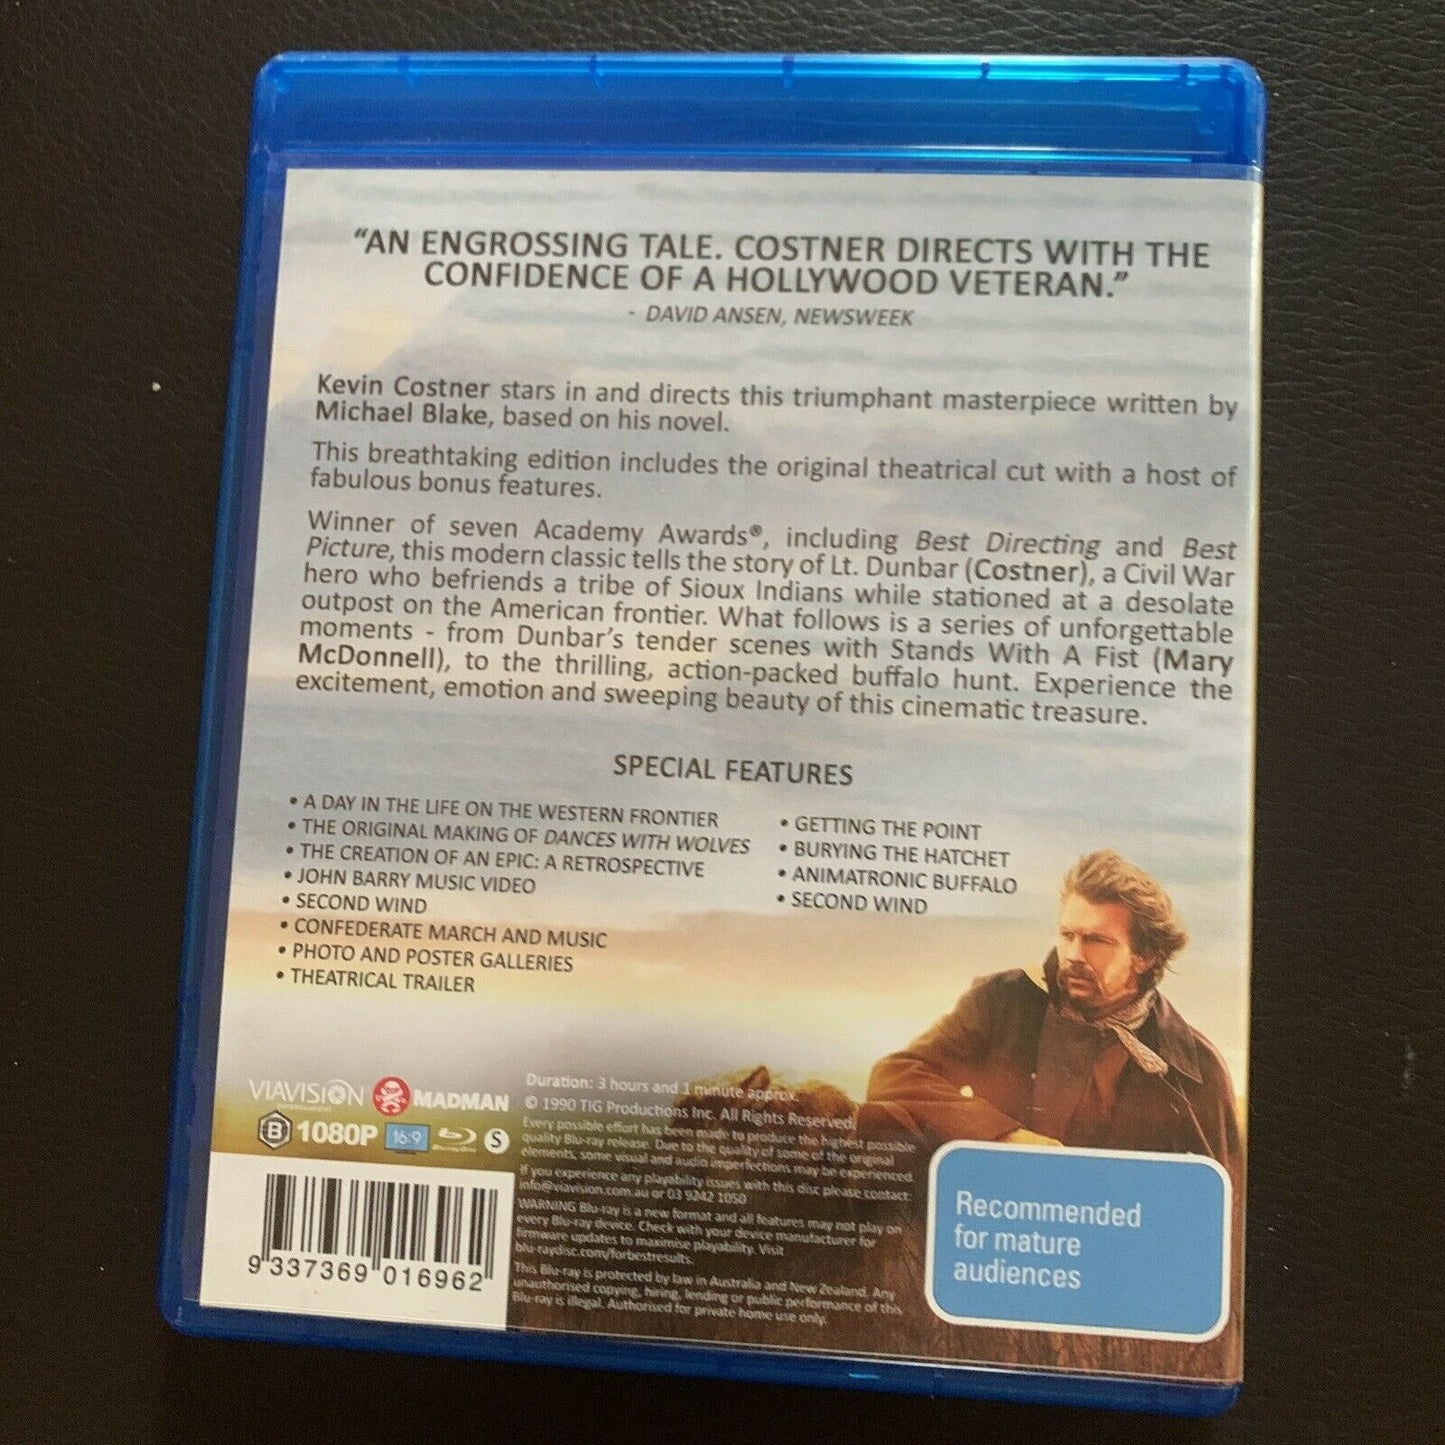 “AN ENGROSSING TALE. COSTNER DIRECTS WITH THE
CONFIDENCE OF A HOLLYWOOD VETERAN.”
- DAVID ANSEN, NEWSWEEK
Kevin Costner stars in and directs this triumphant masterpiece written by
Michael Blake, based on his novel.
This breathtaking edition includes the original theatrical cut with a host of
fabulous bonus features.
Winner of seven Academy Awards®, including Best Directing and Best
Picture, this modern classic tells the story of Lt. Dunbar (Costner), a Civil War
hero who befriends a tribe of Sioux Indians while stationed at a desolate
outpost on the American frontier. What follows is a series of unforgettable
moments - from Dunbar’s tender scenes with Stands With A Fist (Mary
McDonnell), to the thrilling, action-packed buffalo hunt. Experience the
excitement, emotion and sweeping beauty of this cinematic treasure.
SPECIAL FEATURES
• A DAY IN THE LIFE ON THE WESTERN FRONTIER
• THE ORIGINAL MAKING OF DANCES WITH WOLVES
• THE CREATION OF AN EPIC: A RETROSPECTIVE
• JOHN BARRY MUSIC VIDEO
• SECOND WIND
• CONFEDERATE MARCH AND MUSIC
• PHOTO AND POSTER GALLERIES
• THEATRICAL TRAILER
• GETTING THE POINT
• BURYING THE HATCHET
• ANIMATRONIC BUFFALO
• SECOND WIND
VIAVISION MADMAN
B 1080P 16:9 S
Duration: 3 hours and 1 minute approx.
© 1990 TIG Productions Inc. All Rights Reserved.
Every possible effort has been made to produce the highest possible
quality Blu-ray release. Due to the quality of some of the original
elements, some visual and audio imperfections may be experienced.
If you experience any playability issues with this disc please contact:
info@viavision.com.au or 03 9242 1050
WARNING Blu-ray is a new format and all features may not play on
every Blu-ray device. Check with your device manufacturer for
firmware updates to maximise playability. Visit
blu-raydisc.com/forbestresults.
This Blu-ray is protected by law in Australia and New Zealand. Any
unauthorised copying, hiring, lending or public performance of this
Blu-ray is illegal. Authorised for private home use only.
Recommended
for mature
audiences
9 337369 016962